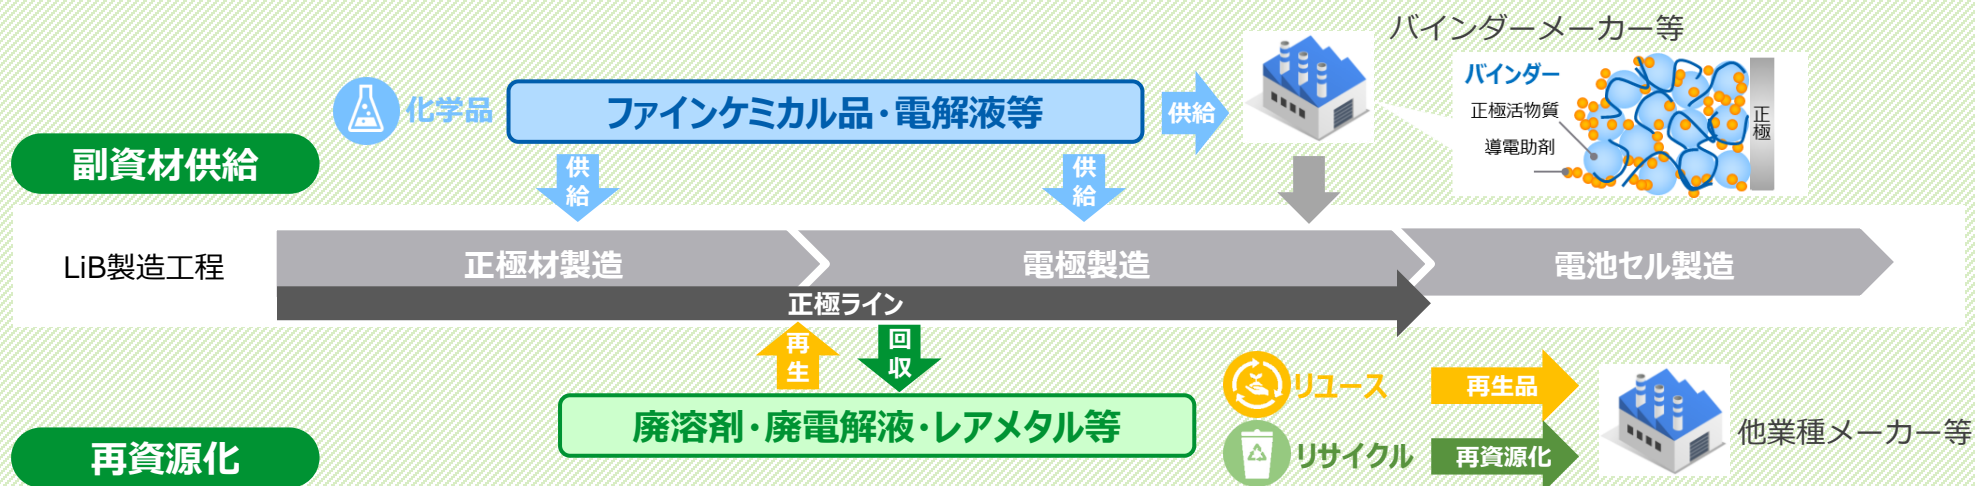 バインダーメーカー等
化学品
ファインケミカル品・電解液等
供給
バインダー
正極活物質
導電助剤
正極
副資材供給
供給
供給
LiB製造工程
正極材製造
電極製造
電池セル製造
正極ライン
再生
回収
リユース
再生品
廃溶剤・廃電解液・レアメタル等
他業種メーカー等
再資源化
リサイクル
再資源化